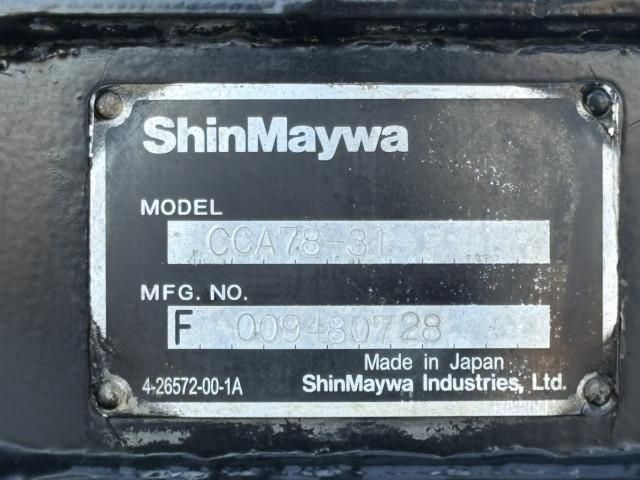 ShinMaywa
MODEL
CCA78-31
MFG. NO.
F 009480728
Made in Japan
4-26572-00-1A
ShinMaywa Industries, Ltd.